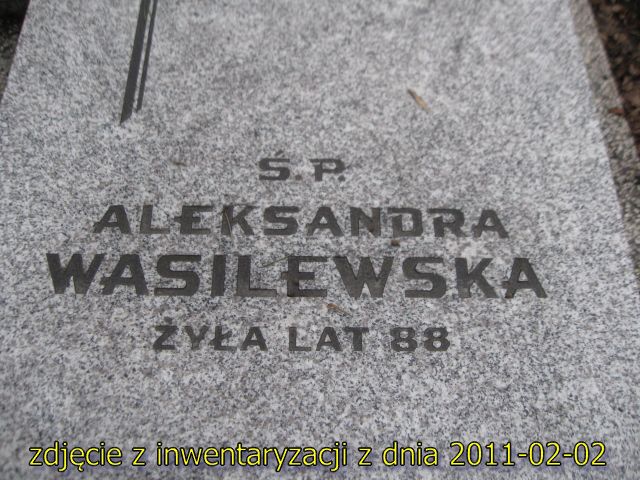 Ś.P.
ALEKSANDRA
WASILEWSKA
ŻYŁA LAT 88
zdjęcie z inwentaryzacji z dnia 2011-02-02